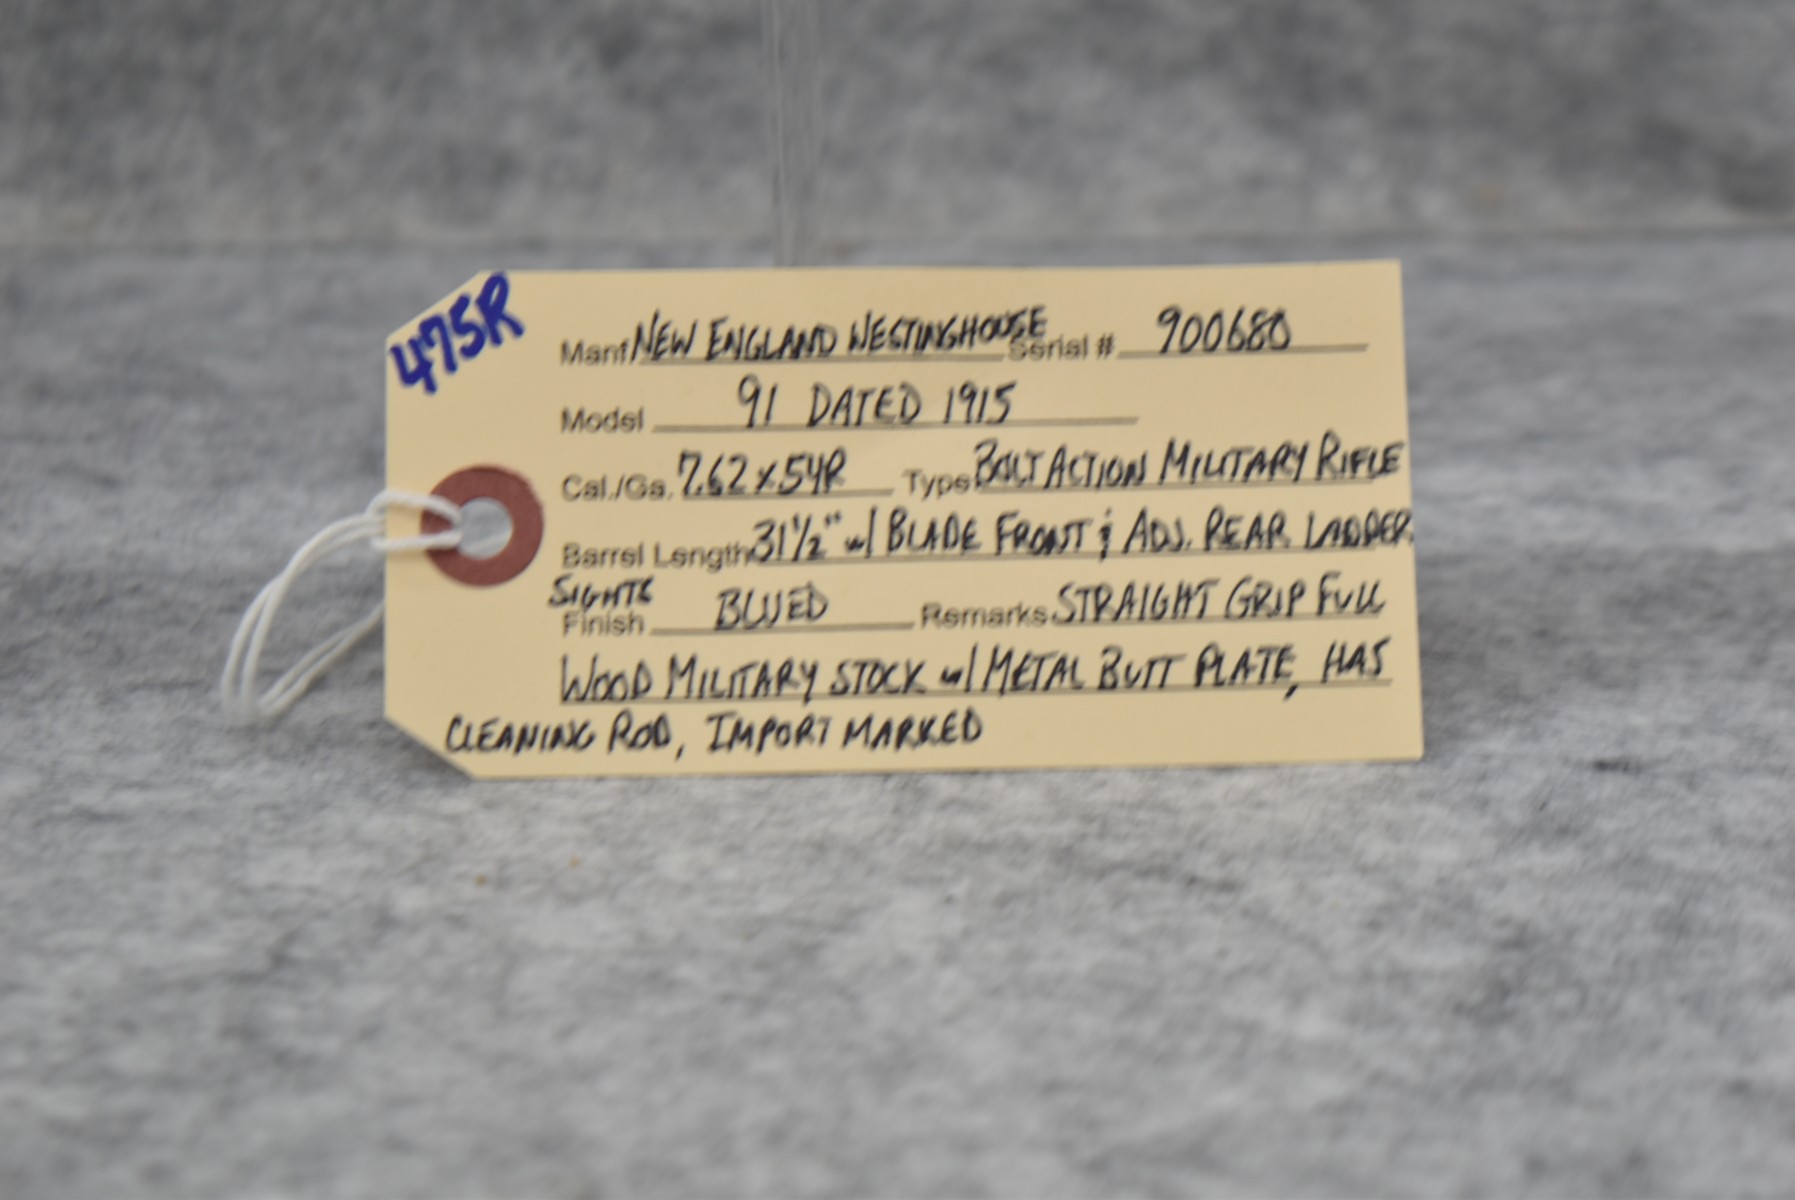 475R
Manf. NEW ENGLAND WESTINGHOUSE Serial # 900680
Model 91 DATED 1915
Cal./Ga. 7.62x54R Type BOLT ACTION MILITARY RIFLE
Barrel Length 31½" w/ BLADE FRONT & ADJ. REAR LADDER
SIGHTS
Finish BLUED Remarks STRAIGHT GRIP FULL
WOOD MILITARY STOCK w/ METAL BUTT PLATE, HAS
CLEANING ROD, IMPORT MARKED